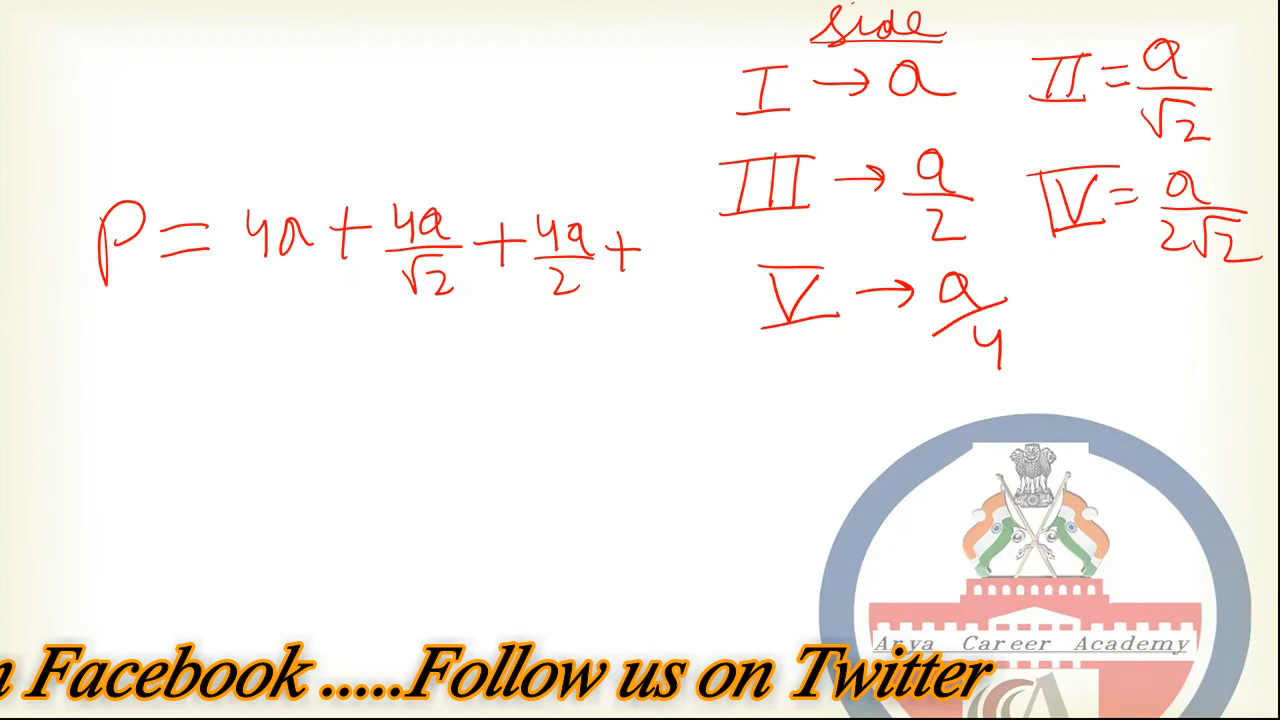 side
I → a II = a/√2
III → a/2 IV = a/2√2
P = 4a + 4a/√2 + 4a/2 +
V → a/4
Arya Career Academy
n Facebook .....Follow us on Twitter